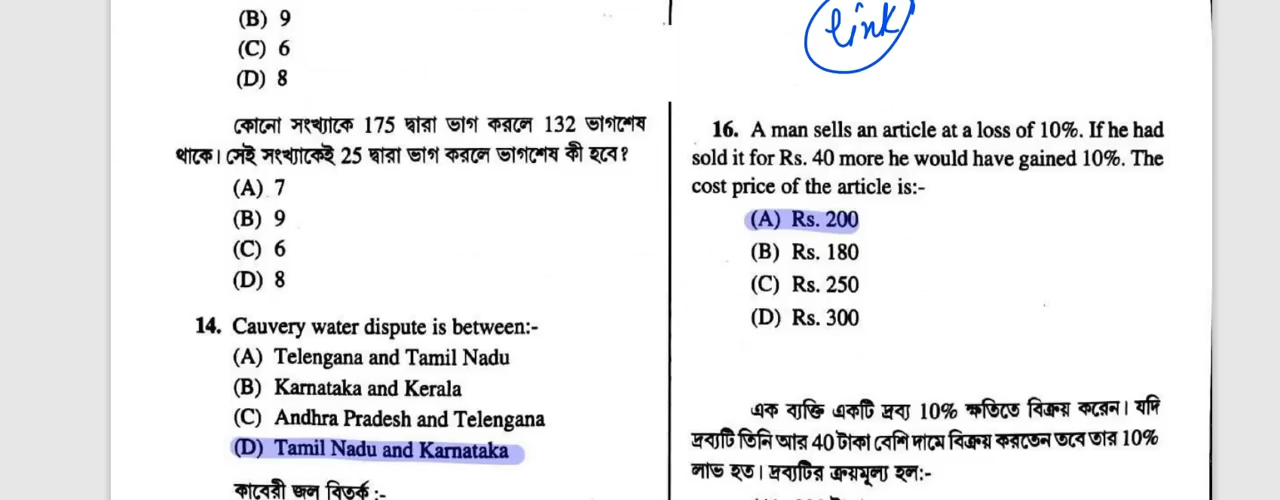 (B) 9
(C) 6
(D) 8
কোনো সংখ্যাকে 175 দ্বারা ভাগ করলে 132 ভাগশেষ
থাকে। সেই সংখ্যাকেই 25 দ্বারা ভাগ করলে ভাগশেষ কী হবে?
(A) 7
(B) 9
(C) 6
(D) 8
14. Cauvery water dispute is between:-
(A) Telengana and Tamil Nadu
(B) Karnataka and Kerala
(C) Andhra Pradesh and Telengana
(D) Tamil Nadu and Karnataka
কাবেরী জল বিতর্ক :-
link
16. A man sells an article at a loss of 10%. If he had
sold it for Rs. 40 more he would have gained 10%. The
cost price of the article is:-
(A) Rs. 200
(B) Rs. 180
(C) Rs. 250
(D) Rs. 300
এক ব্যক্তি একটি দ্রব্য 10% ক্ষতিতে বিক্রয় করেন। যদি
দ্রব্যটি তিনি আর 40 টাকা বেশি দামে বিক্রয় করতেন তবে তার 10%
লাভ হত। দ্রব্যটির ক্রয়মূল্য হল:-